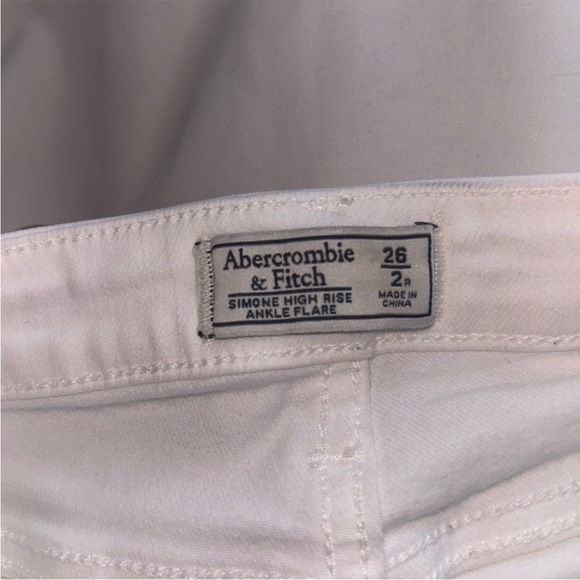 Abercrombie
& Fitch
SIMONE HIGH RISE
ANKLE FLARE
26
2R
MADE IN
CHINA